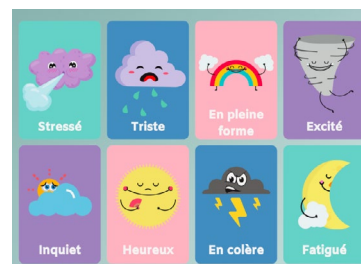 Stressé
Triste
En pleine
forme
Excité
Inquiet
Heureux
En colère
Fatigué